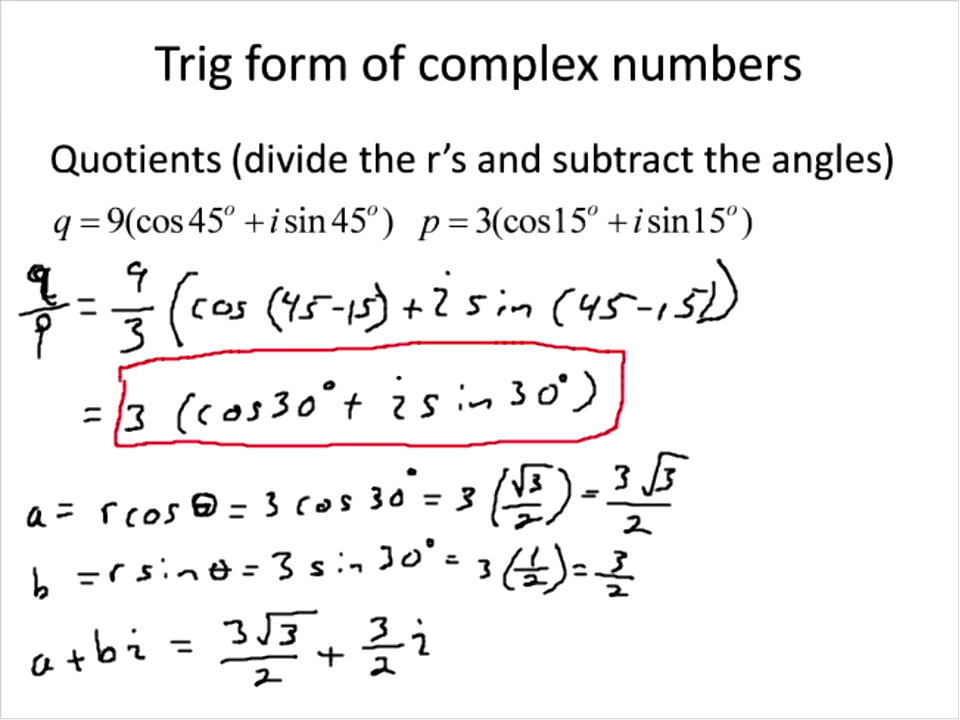 Trig form of complex numbers
Quotients (divide the r's and subtract the angles)
q = 9(cos 45° + i sin 45°) p = 3(cos 15° + i sin 15°)
q/p = 9/3 (cos (45-15) + i sin (45-15))
= 3 (cos 30° + i sin 30°)
a = r cos θ = 3 cos 30° = 3 (√3/2) = 3√3/2
b = r sin θ = 3 sin 30° = 3 (1/2) = 3/2
a + bi = 3√3/2 + 3/2 i